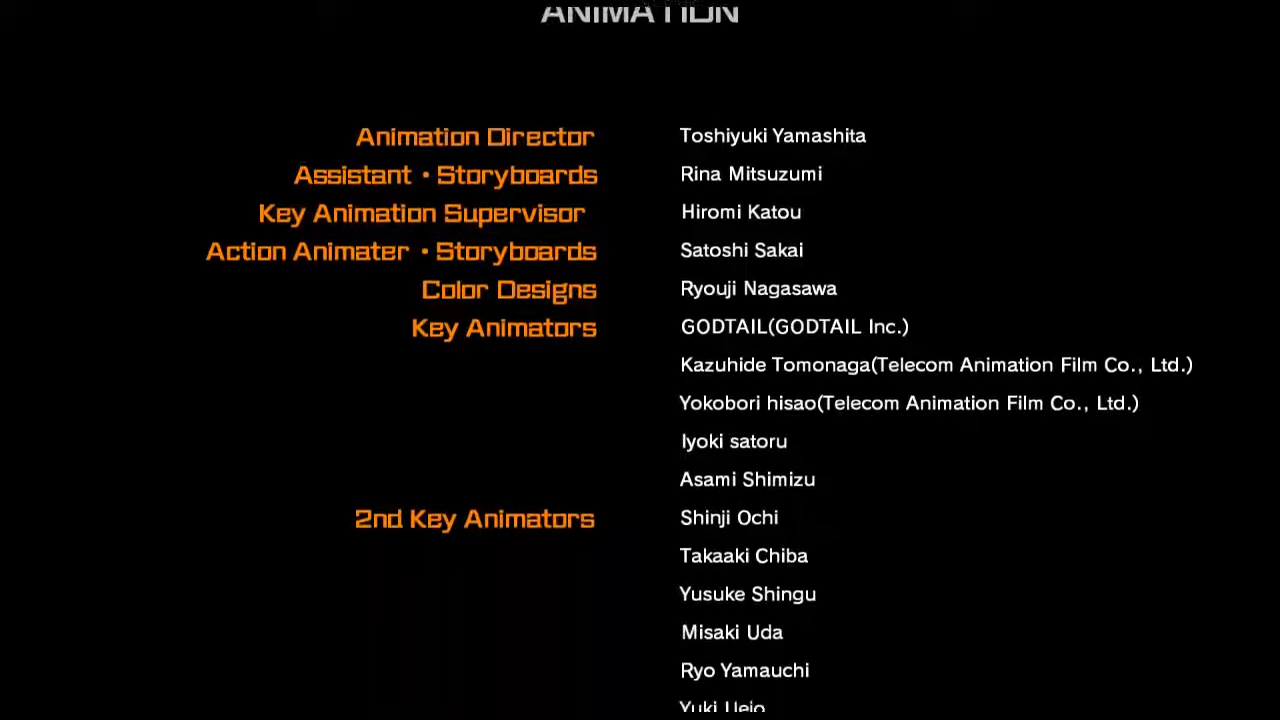 ANIMATION
Animation Director Toshiyuki Yamashita
Assistant・Storyboards Rina Mitsuzumi
Key Animation Supervisor Hiromi Katou
Action Animater・Storyboards Satoshi Sakai
Color Designs Ryouji Nagasawa
Key Animators GODTAIL(GODTAIL Inc.)
Kazuhide Tomonaga(Telecom Animation Film Co., Ltd.)
Yokobori hisao(Telecom Animation Film Co., Ltd.)
Iyoki satoru
Asami Shimizu
2nd Key Animators Shinji Ochi
Takaaki Chiba
Yusuke Shingu
Misaki Uda
Ryo Yamauchi
Yuki